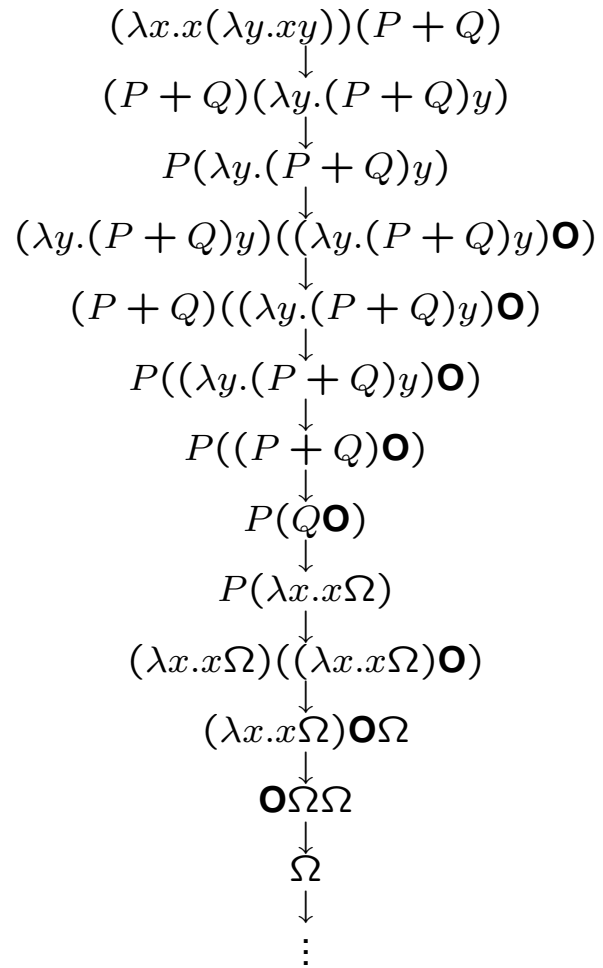 (λx.x(λy.xy))(P + Q)
↓
(P + Q)(λy.(P + Q)y)
↓
P(λy.(P + Q)y)
↓
(λy.(P + Q)y)((λy.(P + Q)y)O)
↓
(P + Q)((λy.(P + Q)y)O)
↓
P((λy.(P + Q)y)O)
↓
P((P + Q)O)
↓
P(QO)
↓
P(λx.xΩ)
↓
(λx.xΩ)((λx.xΩ)O)
↓
(λx.xΩ)OΩ
↓
OΩΩ
↓
Ω
↓
⋮